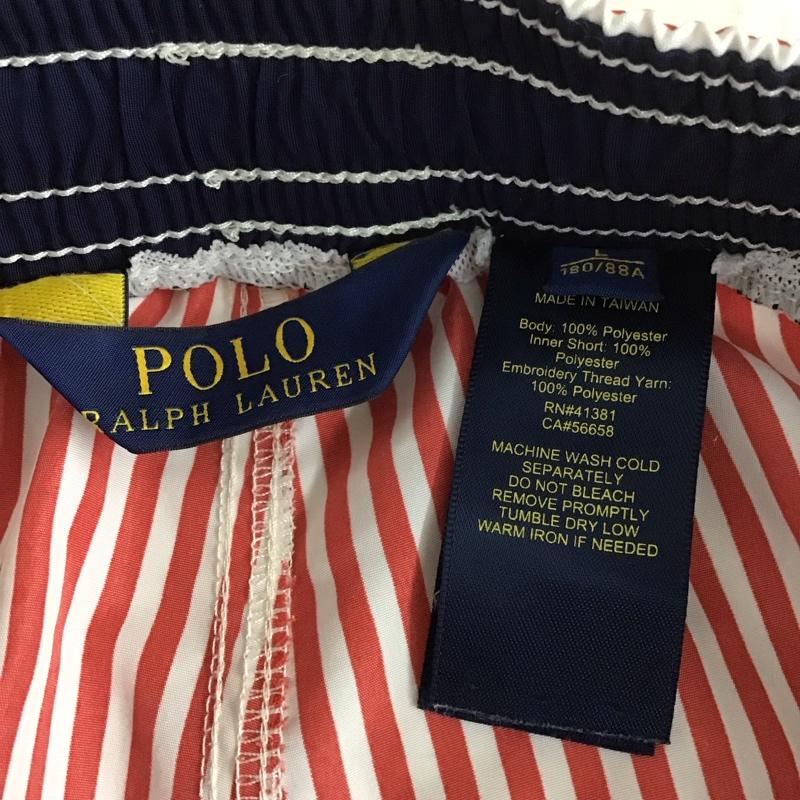 POLO
RALPH LAUREN
L
180/88A
MADE IN TAIWAN
Body: 100% Polyester
Inner Short: 100%
Polyester
Embroidery Thread Yarn:
100% Polyester
RN#41381
CA#56658
MACHINE WASH COLD
SEPARATELY
DO NOT BLEACH
REMOVE PROMPTLY
TUMBLE DRY LOW
WARM IRON IF NEEDED